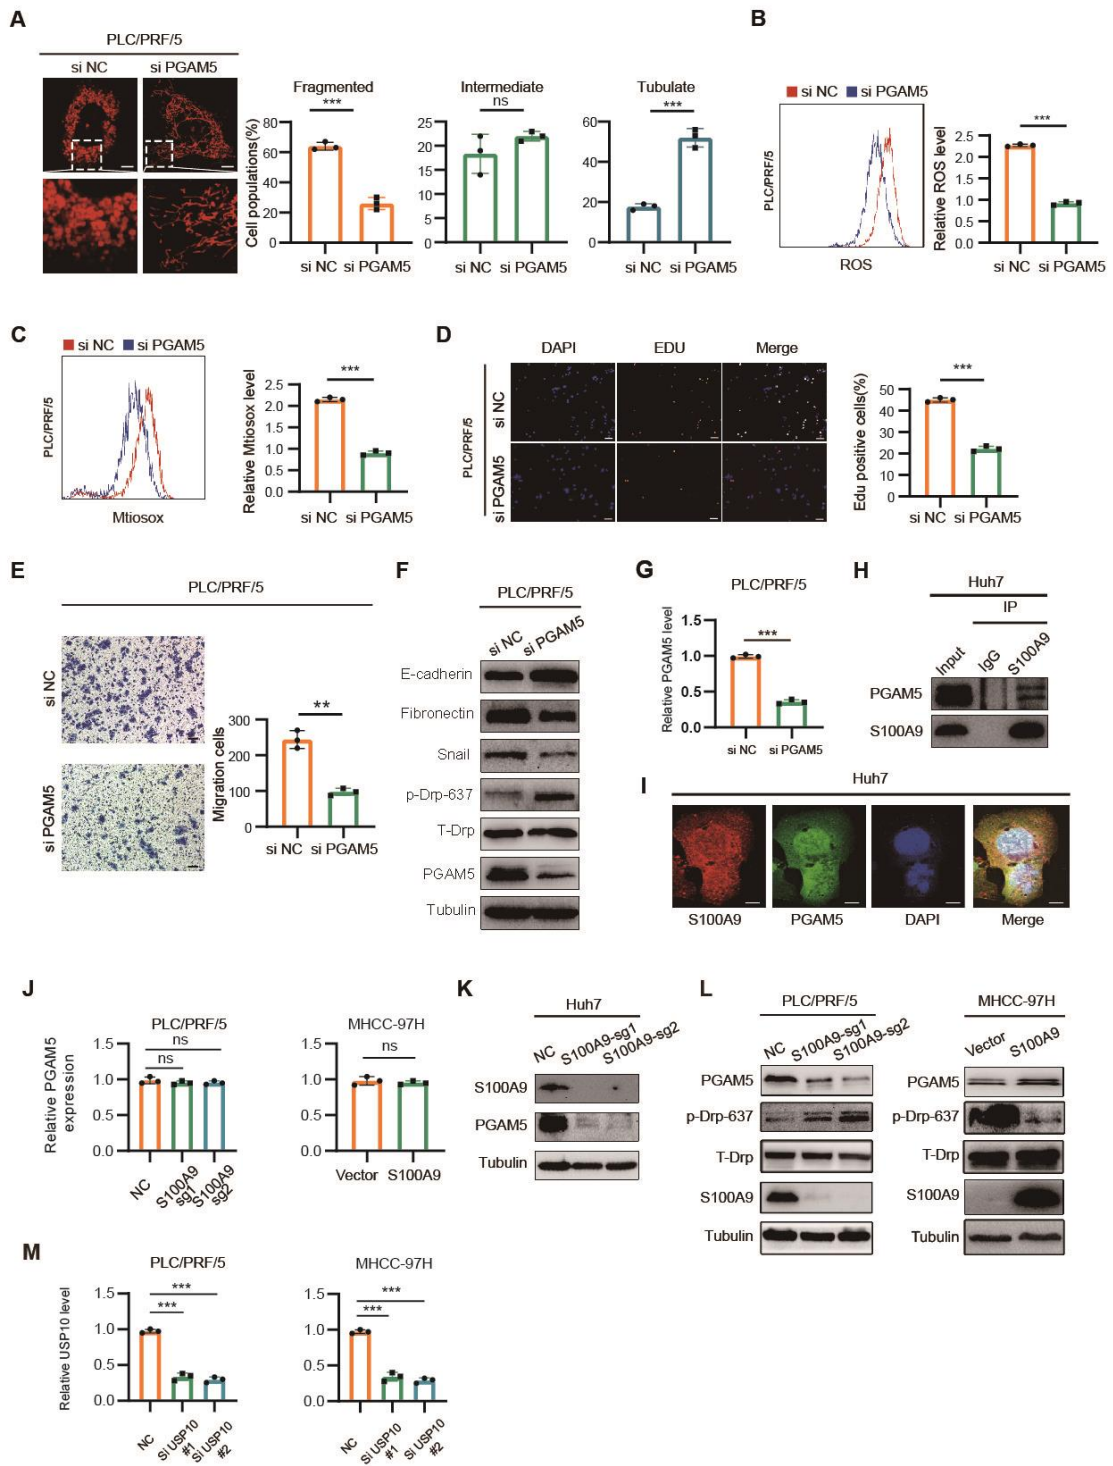 A
PLC/PRF/5
si NC si PGAM5
Fragmented
***
Cell populations(%)
80
60
40
20
0
si NC si PGAM5
Intermediate
ns
25
20
15
10
5
0
si NC si PGAM5
Tubulate
***
60
40
20
0
si NC si PGAM5
B
si NC si PGAM5
PLC/PRF/5
ROS
***
Relative ROS level
2.5
2.0
1.5
1.0
0.5
0.0
si NC si PGAM5
C
si NC si PGAM5
PLC/PRF/5
Mtiosox
***
Relative Mtiosox level
2.5
2.0
1.5
1.0
0.5
0.0
si NC si PGAM5
D
DAPI EDU Merge
PLC/PRF/5
si NC
si PGAM5
***
Edu positive cells(%)
50
40
30
20
10
0
si NC si PGAM5
E
PLC/PRF/5
si NC
si PGAM5
**
Migration cells
300
200
100
0
si NC si PGAM5
F
PLC/PRF/5
si NC si PGAM5
E-cadherin
Fibronectin
Snail
p-Drp-637
T-Drp
PGAM5
Tubulin
G
PLC/PRF/5
***
Relative PGAM5 level
1.5
1.0
0.5
0.0
si NC si PGAM5
H
Huh7
IP
Input IgG S100A9
PGAM5
S100A9
I
Huh7
S100A9 PGAM5 DAPI Merge
J
PLC/PRF/5
ns
ns
Relative PGAM5
expression
1.5
1.0
0.5
0.0
NC S100A9 sg1 S100A9 sg2
MHCC-97H
ns
1.5
1.0
0.5
0.0
Vector S100A9
K
Huh7
NC S100A9-sg1 S100A9-sg2
S100A9
PGAM5
Tubulin
L
PLC/PRF/5
NC S100A9-sg1 S100A9-sg2
PGAM5
p-Drp-637
T-Drp
S100A9
Tubulin
MHCC-97H
Vector S100A9
PGAM5
p-Drp-637
T-Drp
S100A9
Tubulin
M
PLC/PRF/5
***
***
Relative USP10 level
1.5
1.0
0.5
0.0
NC Si USP10 #1 Si USP10 #2
MHCC-97H
***
***
1.5
1.0
0.5
0.0
NC Si USP10 #1 Si USP10 #2